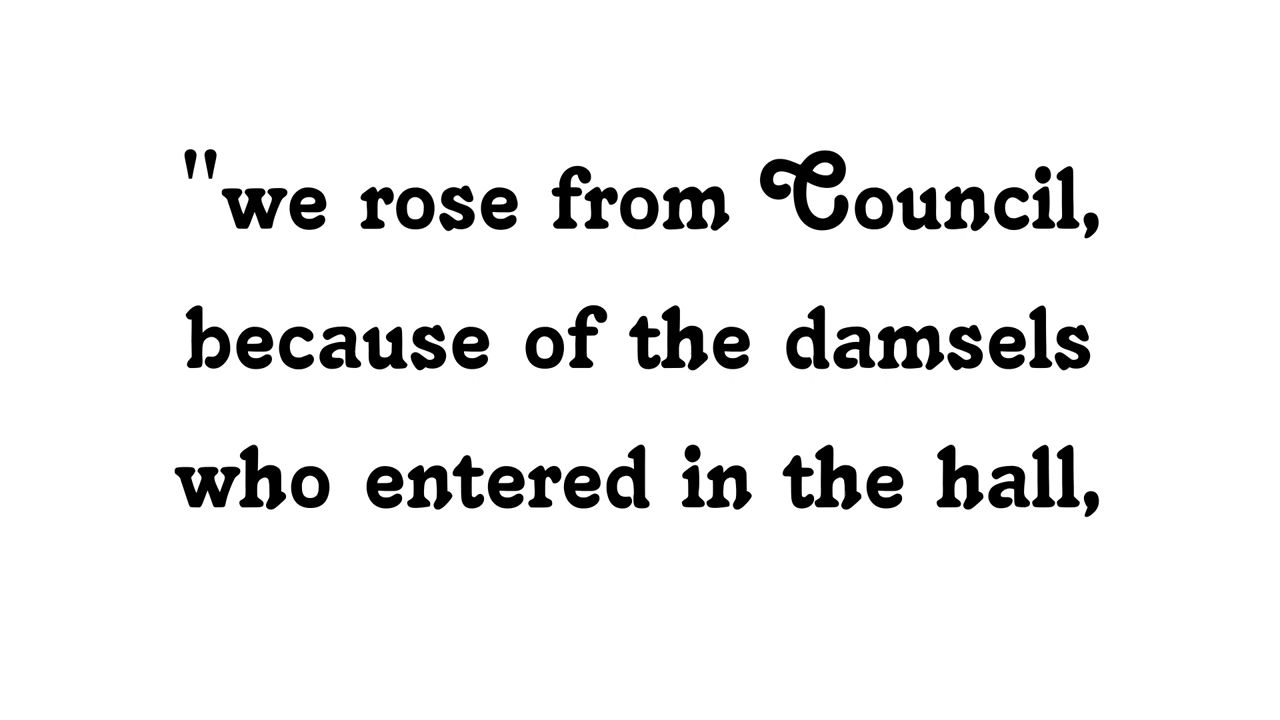 "we rose from Council,
because of the damsels
who entered in the hall,